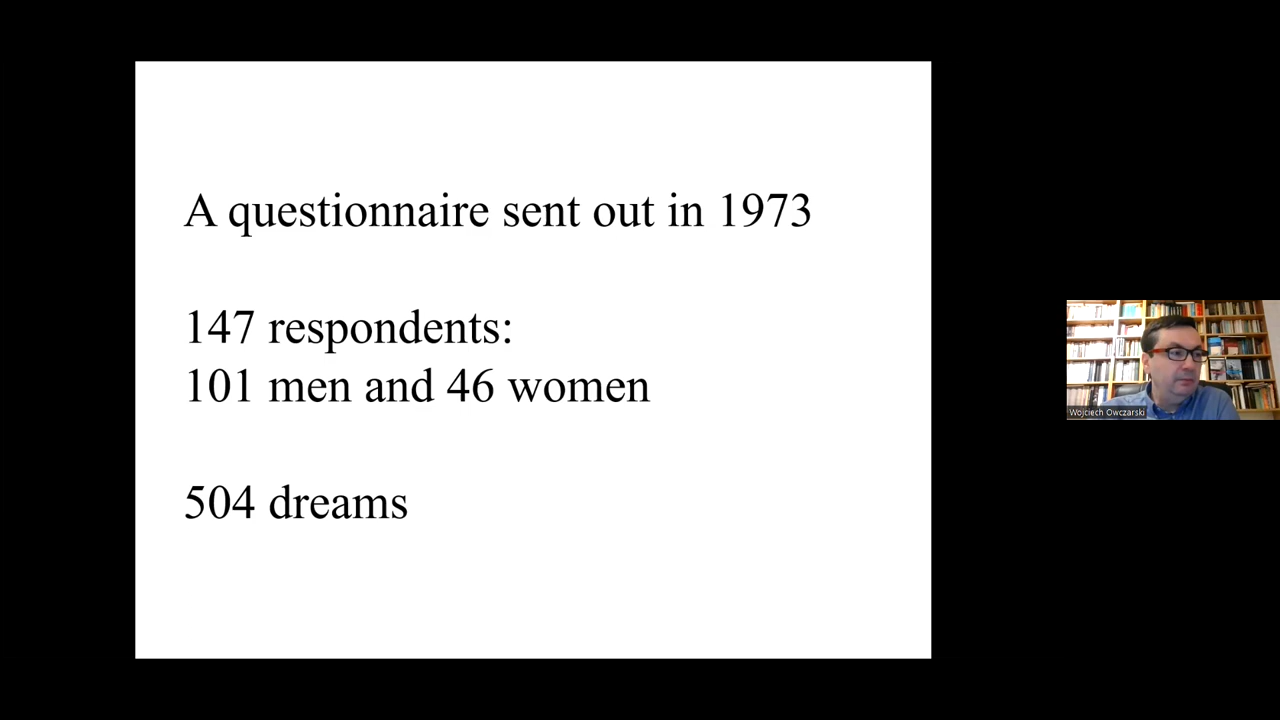 A questionnaire sent out in 1973
147 respondents:
101 men and 46 women
504 dreams
Wojciech Owczarski